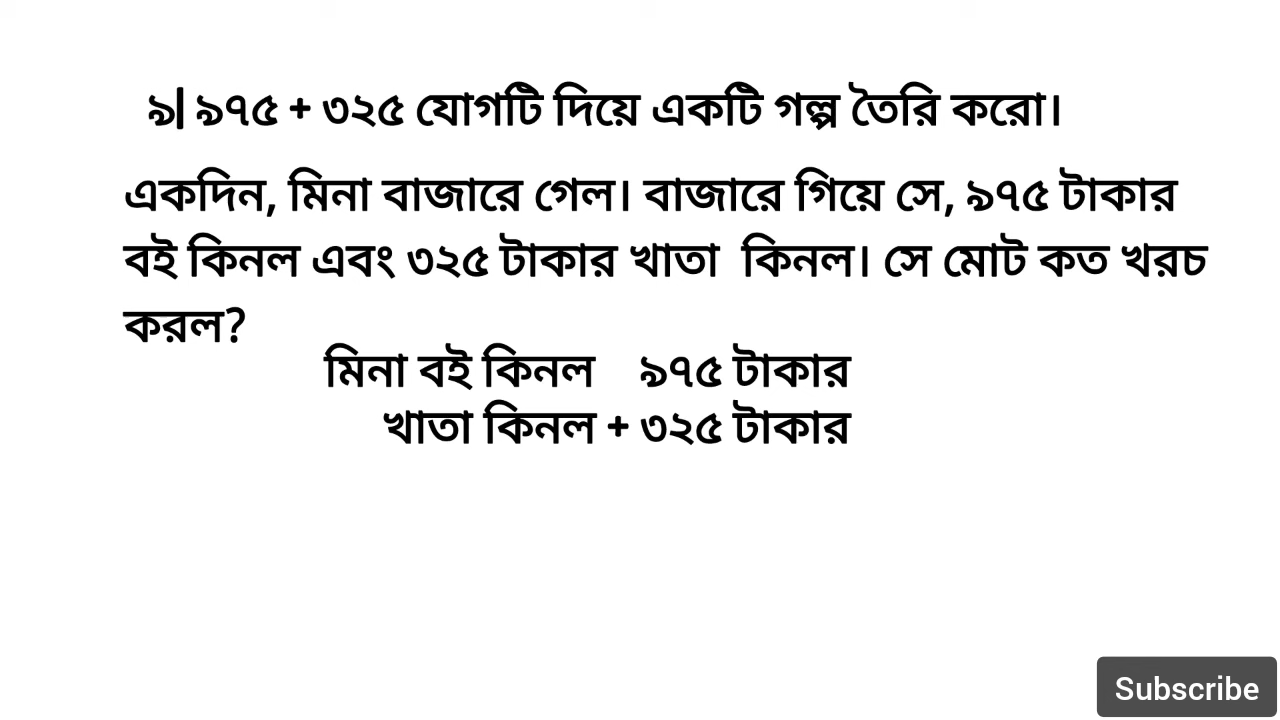 ৯| ৯৭৫ + ৩২৫ যোগটি দিয়ে একটি গল্প তৈরি করো।
একদিন, মিনা বাজারে গেল। বাজারে গিয়ে সে, ৯৭৫ টাকার
বই কিনল এবং ৩২৫ টাকার খাতা কিনল। সে মোট কত খরচ
করল?
মিনা বই কিনল ৯৭৫ টাকার
খাতা কিনল + ৩২৫ টাকার
Subscribe